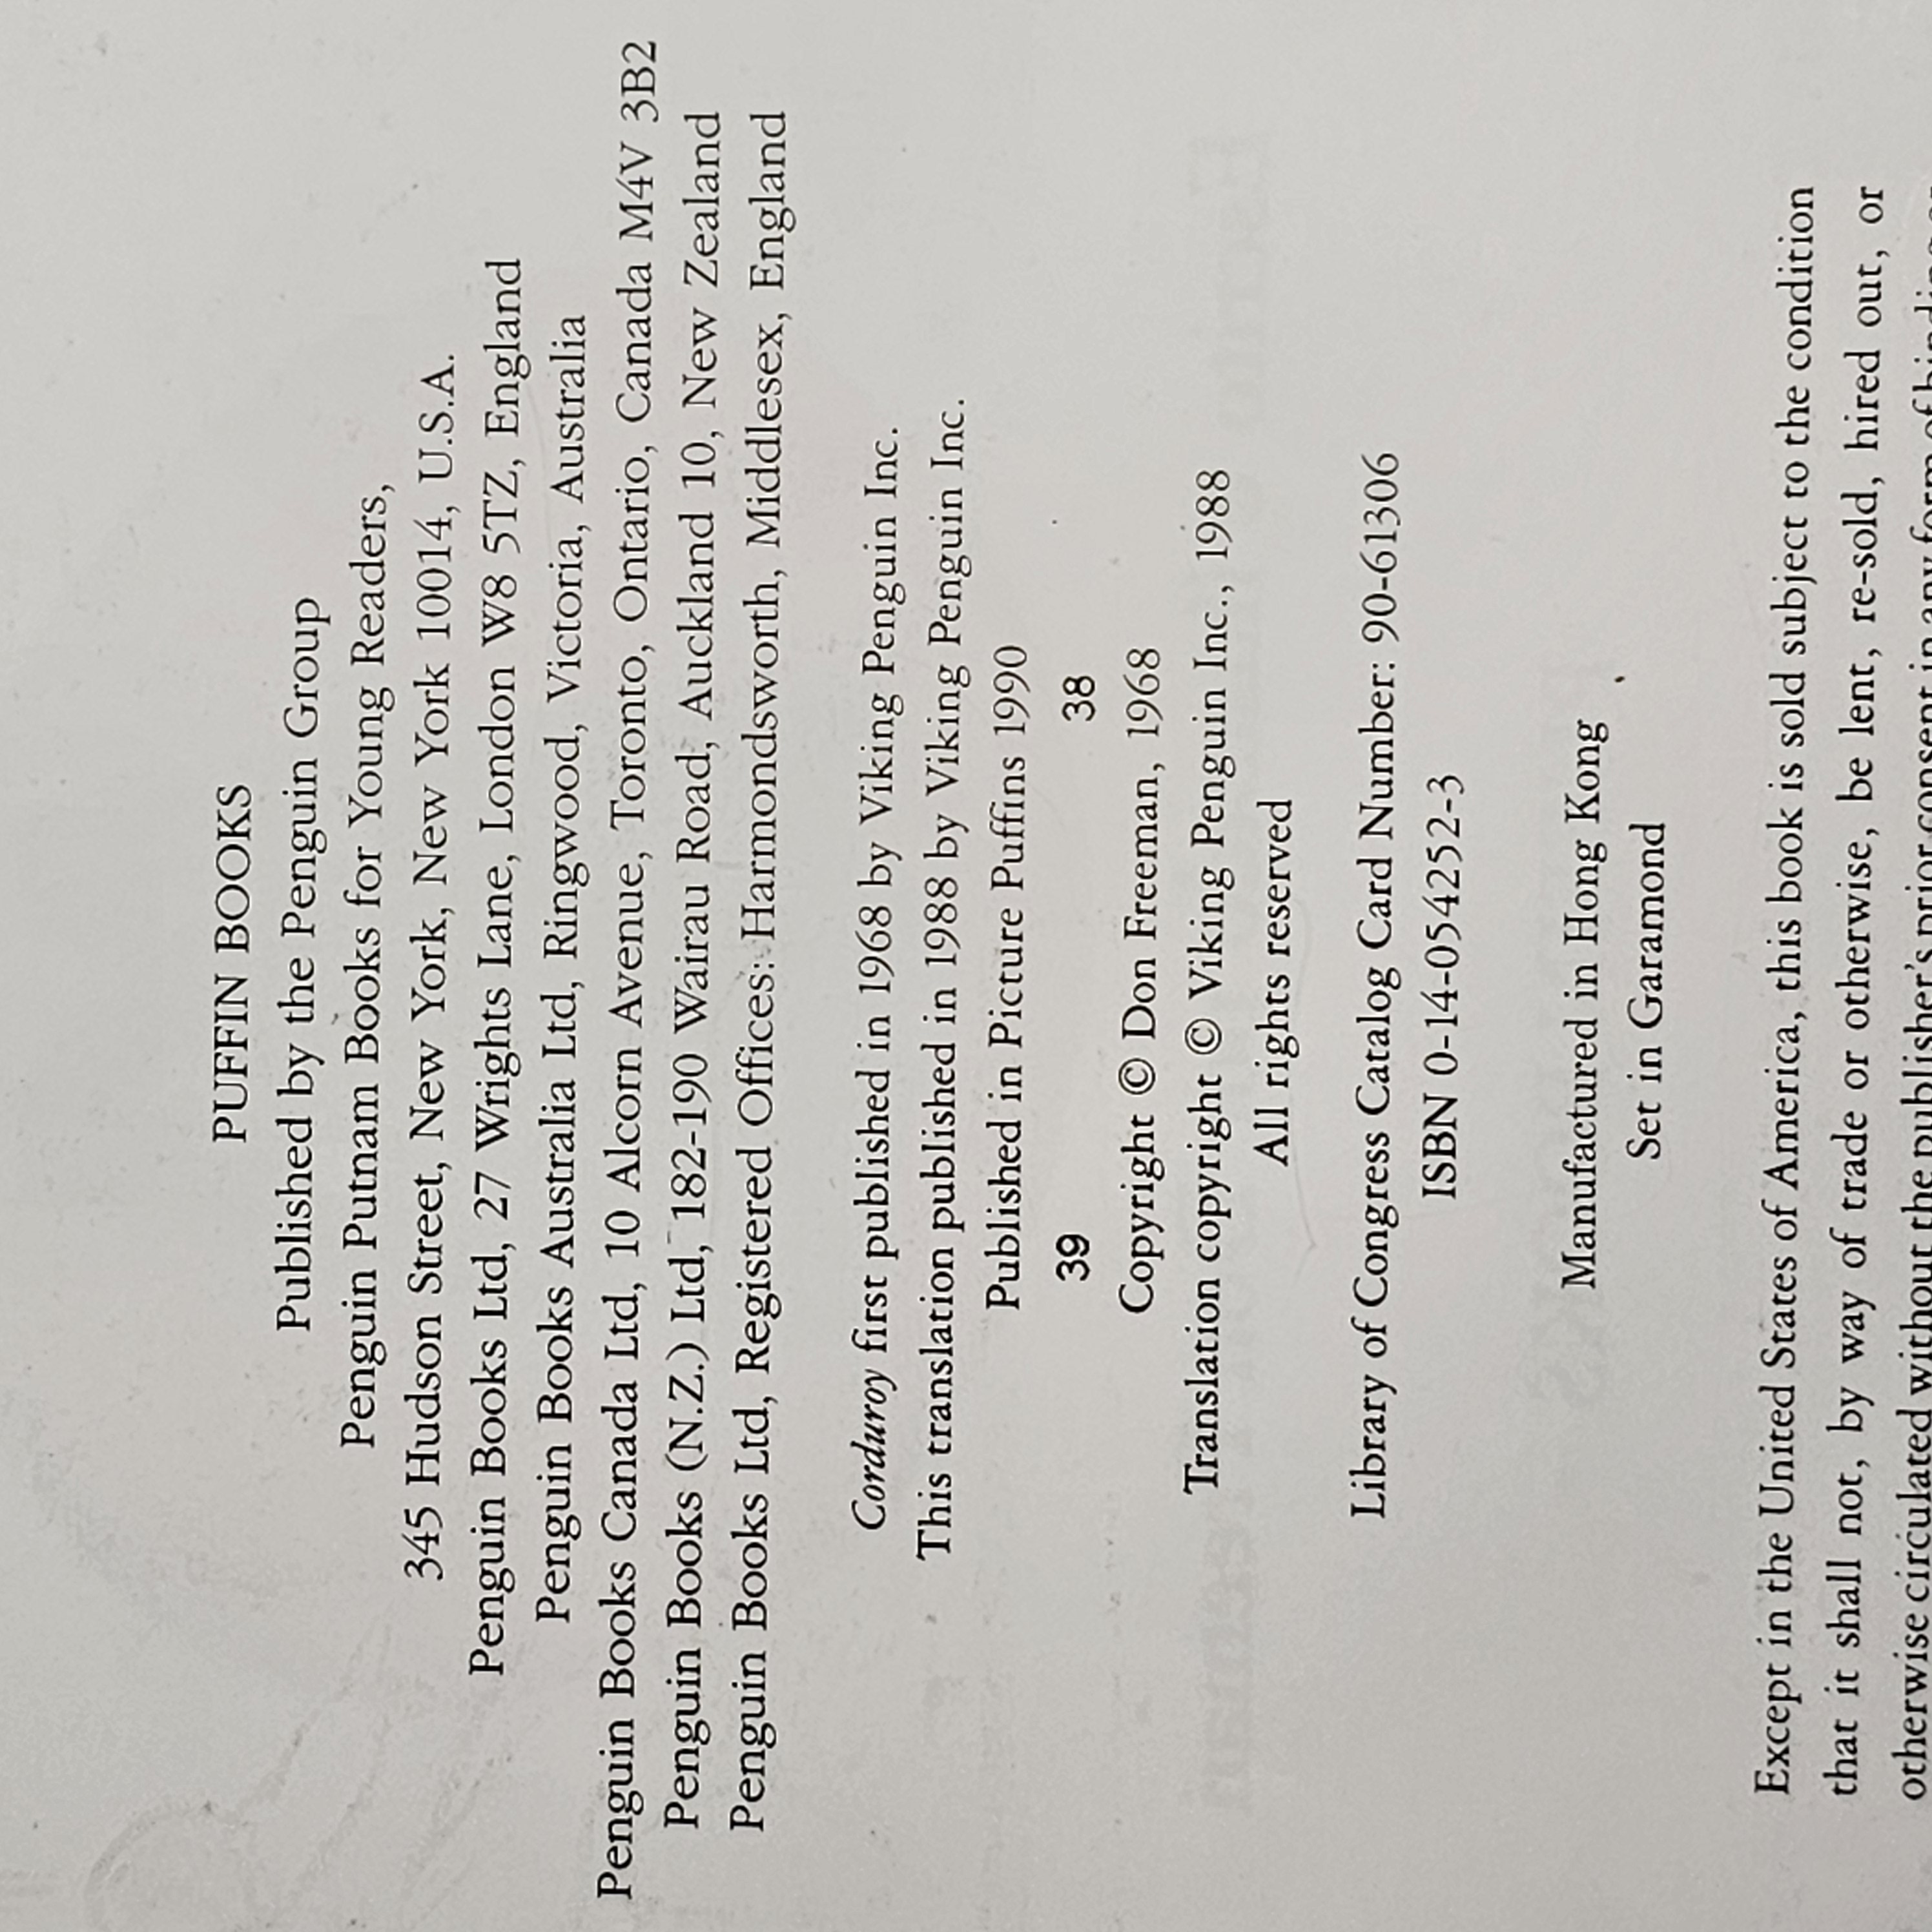 PUFFIN BOOKS
Published by the Penguin Group
Penguin Putnam Books for Young Readers,
345 Hudson Street, New York, New York 10014, U.S.A.
Penguin Books Ltd, 27 Wrights Lane, London W8 5TZ, England
Penguin Books Australia Ltd, Ringwood, Victoria, Australia
Penguin Books Canada Ltd, 10 Alcorn Avenue, Toronto, Ontario, Canada M4V 3B2
Penguin Books (N.Z.) Ltd, 182-190 Wairau Road, Auckland 10, New Zealand
Penguin Books Ltd, Registered Offices: Harmondsworth, Middlesex, England
Corduroy first published in 1968 by Viking Penguin Inc.
This translation published in 1988 by Viking Penguin Inc.
Published in Picture Puffins 1990
39 38
Copyright © Don Freeman, 1968
Translation copyright © Viking Penguin Inc., 1988
All rights reserved
Library of Congress Catalog Card Number: 90-61306
ISBN 0-14-054252-3
Manufactured in Hong Kong
Set in Garamond
Except in the United States of America, this book is sold subject to the condition
that it shall not, by way of trade or otherwise, be lent, re-sold, hired out, or
otherwise circulated without the publisher's prior consent in any form of binding or